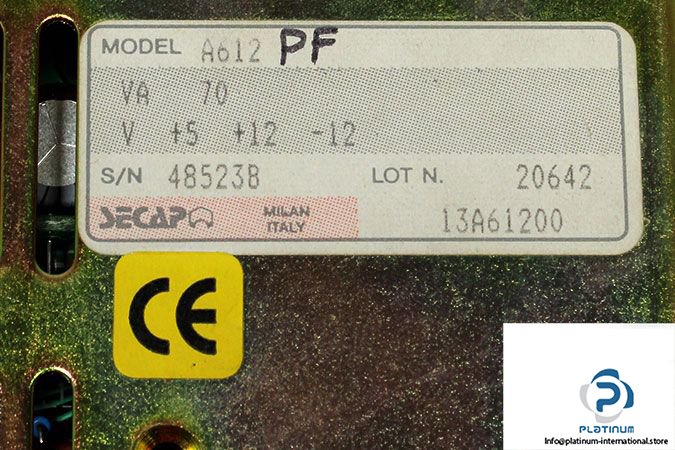 MODEL A612 PF
VA 70
V +5 +12 -12
S/N 48523B LOT N. 20642
SECAP MILAN ITALY 13A61200
CE
PLATINUM
Info@platinum-international.store